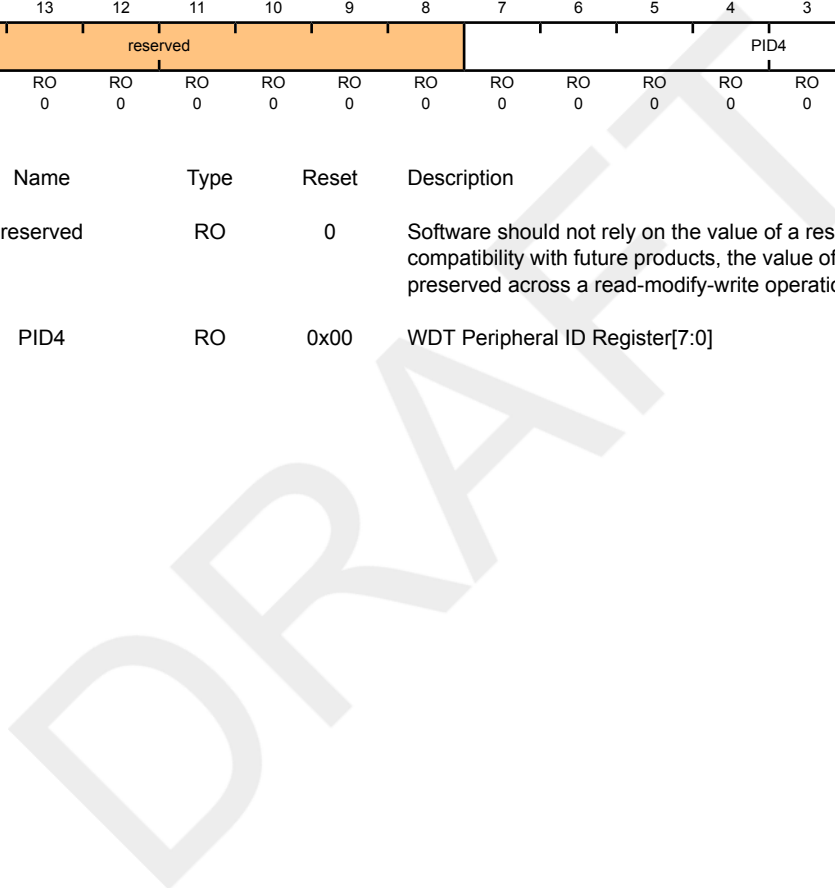 13 12 11 10 9 8 7 6 5 4 3
reserved PID4
RO RO RO RO RO RO RO RO RO RO RO
0 0 0 0 0 0 0 0 0 0 0
Name Type Reset Description
reserved RO 0 Software should not rely on the value of a
compatibility with future products, the value of
preserved across a read-modify-write
PID4 RO 0x00 WDT Peripheral ID Register[7:0]
DRAFT